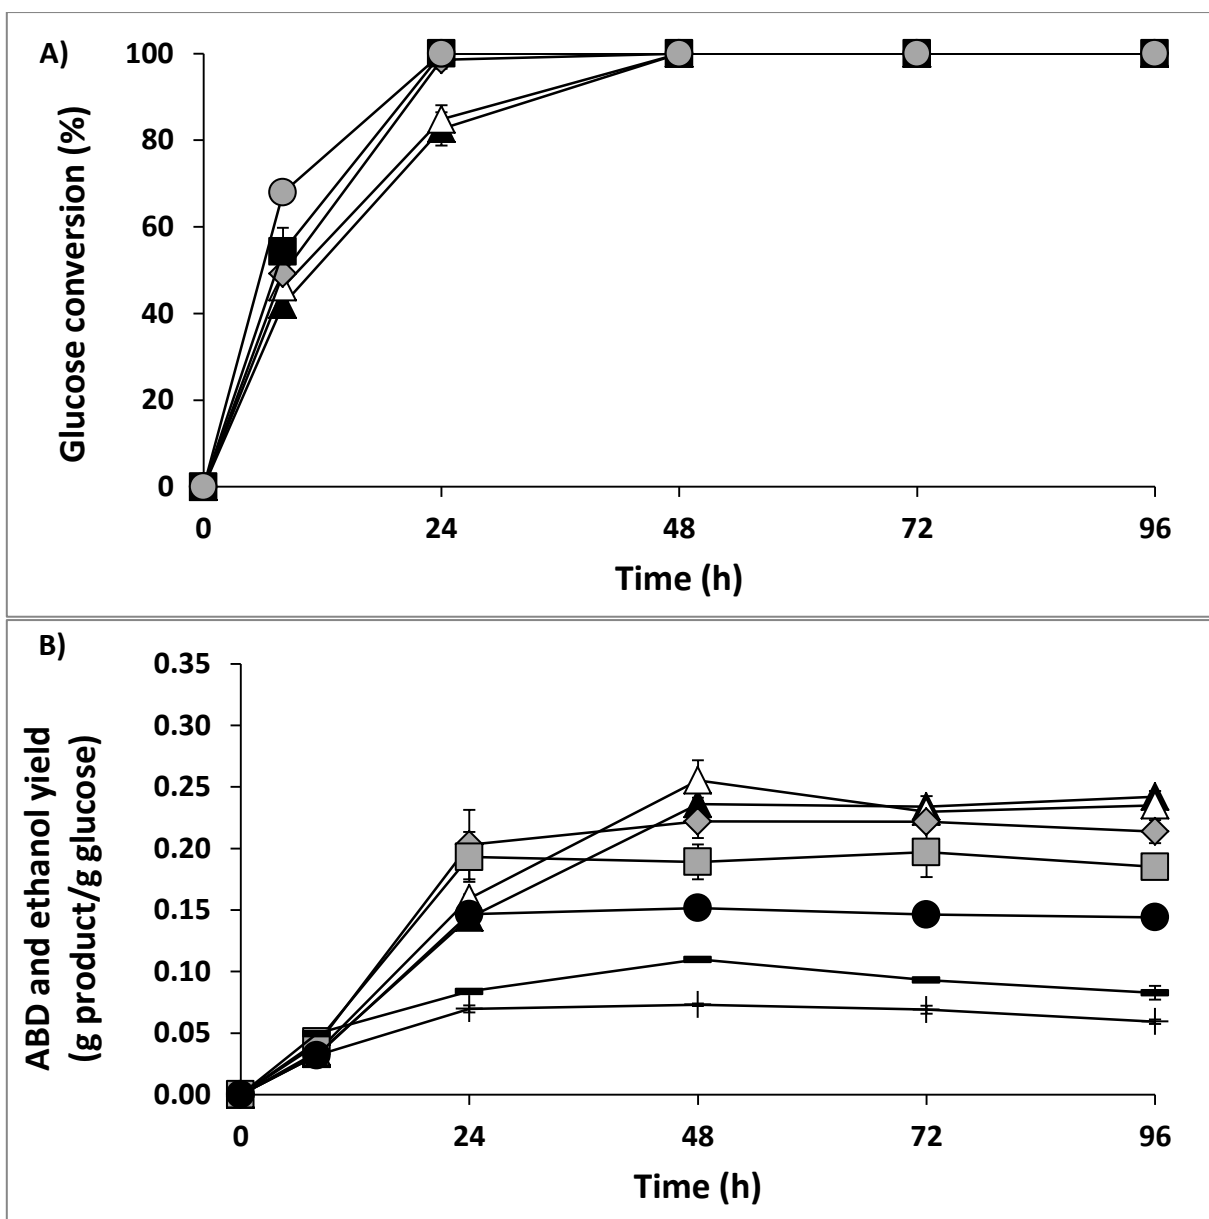 A)
100
80
60
40
20
0
Glucose conversion (%)
0 24 48 72 96
Time (h)
B)
0.35
0.30
0.25
0.20
0.15
0.10
0.05
0.00
ABD and ethanol yield
(g product/g glucose)
0 24 48 72 96
Time (h)